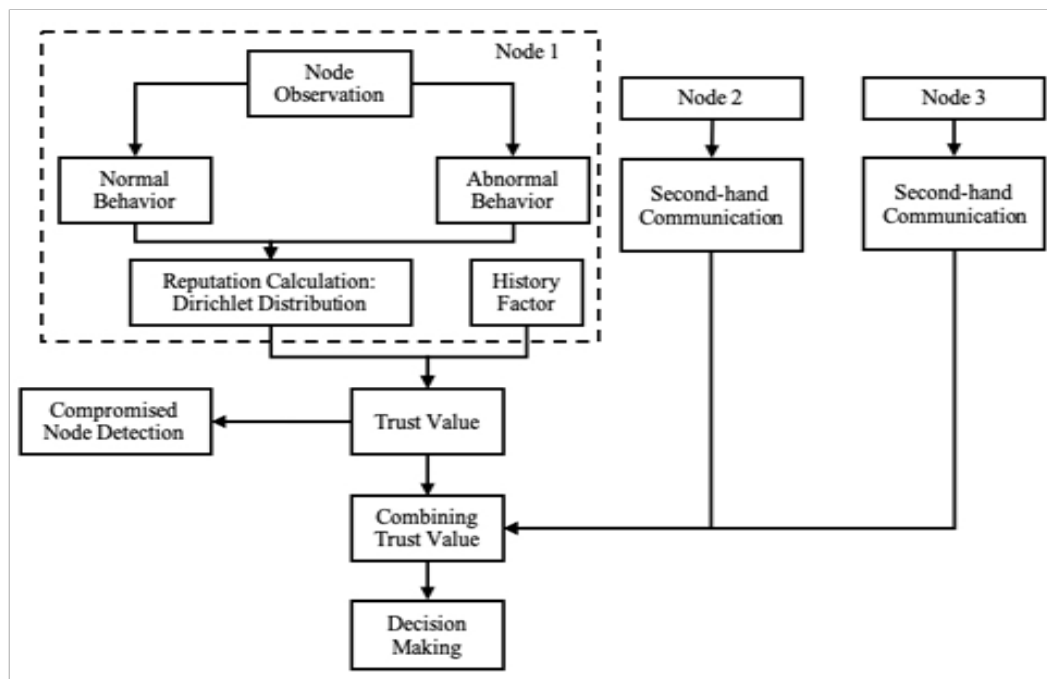 Node 1
Node
Observation
Node 2
Node 3
Normal
Behavior
Abnormal
Behavior
Second-hand
Communication
Second-hand
Communication
Reputation Calculation:
Dirichlet Distribution
History
Factor
Compromised
Node Detection
Trust Value
Combining
Trust Value
Decision
Making